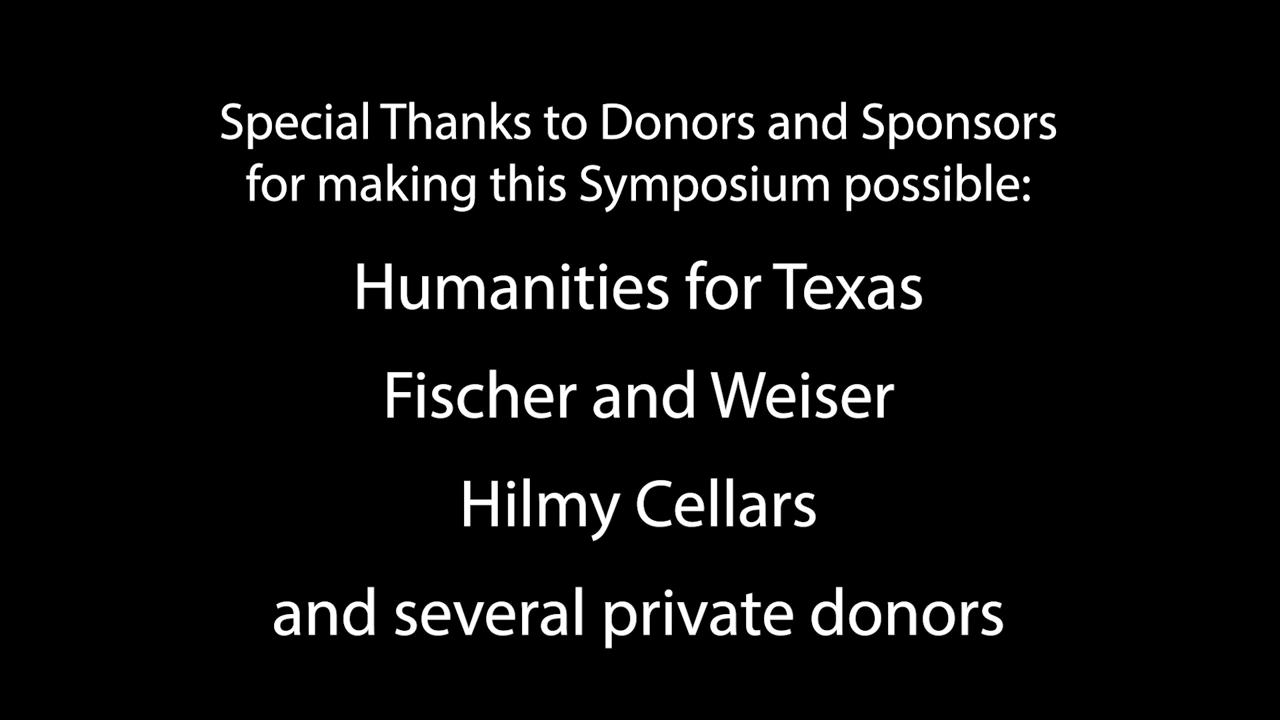 Special Thanks to Donors and Sponsors
for making this Symposium possible:
Humanities for Texas
Fischer and Weiser
Hilmy Cellars
and several private donors